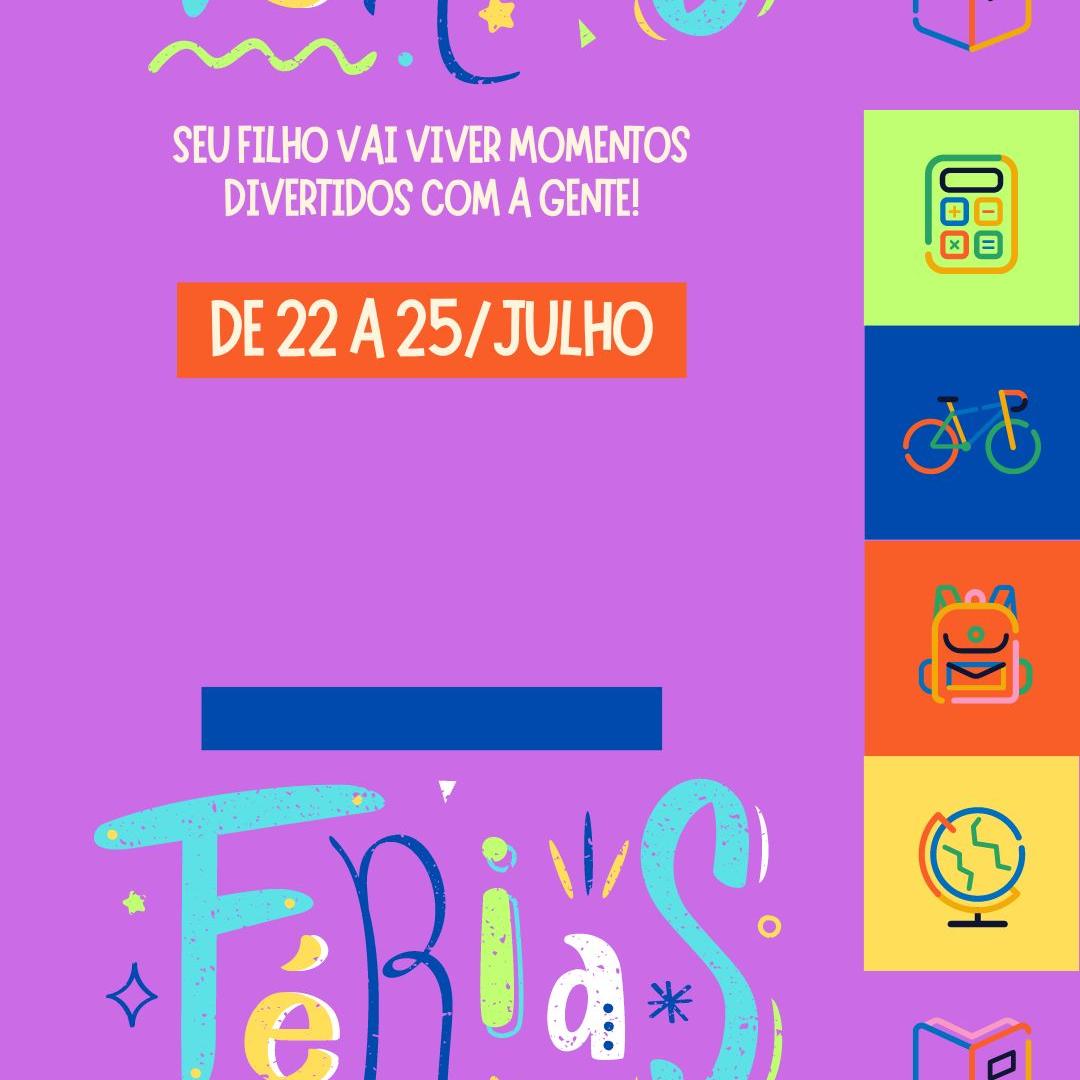 SEU FILHO VAI VIVER MOMENTOS
DIVERTIDOS COM A GENTE!
DE 22 A 25/JULHO
FéRiaS